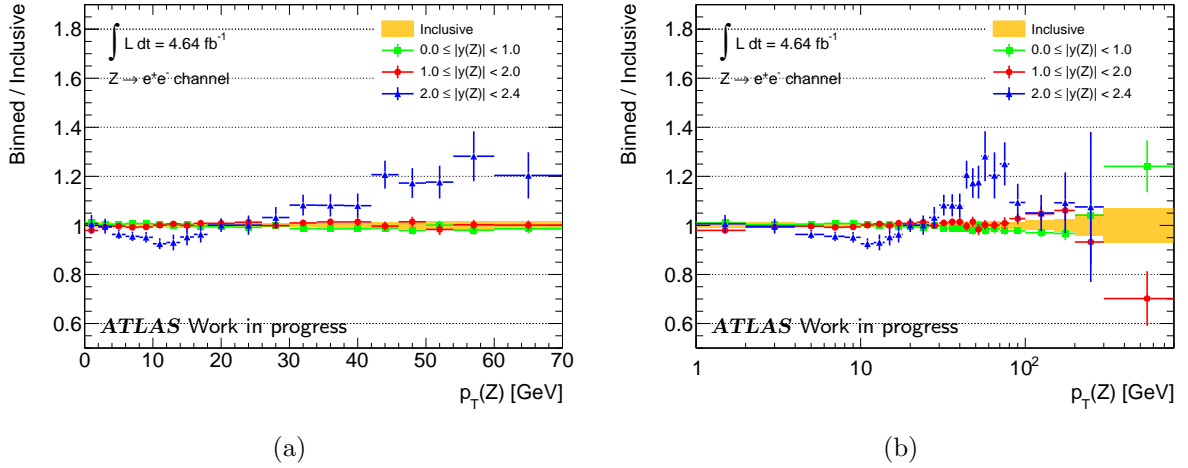 Binned / Inclusive
1.8
1.6
1.4
1.2
1
0.8
0.6
∫ L dt = 4.64 fb⁻¹
Z → e⁺e⁻ channel
Inclusive
0.0 ≤ |y(Z)| < 1.0
1.0 ≤ |y(Z)| < 2.0
2.0 ≤ |y(Z)| < 2.4
ATLAS Work in progress
0 10 20 30 40 50 60 70
p_T(Z) [GeV]
(a)
Binned / Inclusive
1.8
1.6
1.4
1.2
1
0.8
0.6
∫ L dt = 4.64 fb⁻¹
Z → e⁺e⁻ channel
Inclusive
0.0 ≤ |y(Z)| < 1.0
1.0 ≤ |y(Z)| < 2.0
2.0 ≤ |y(Z)| < 2.4
ATLAS Work in progress
1 10 10²
p_T(Z) [GeV]
(b)